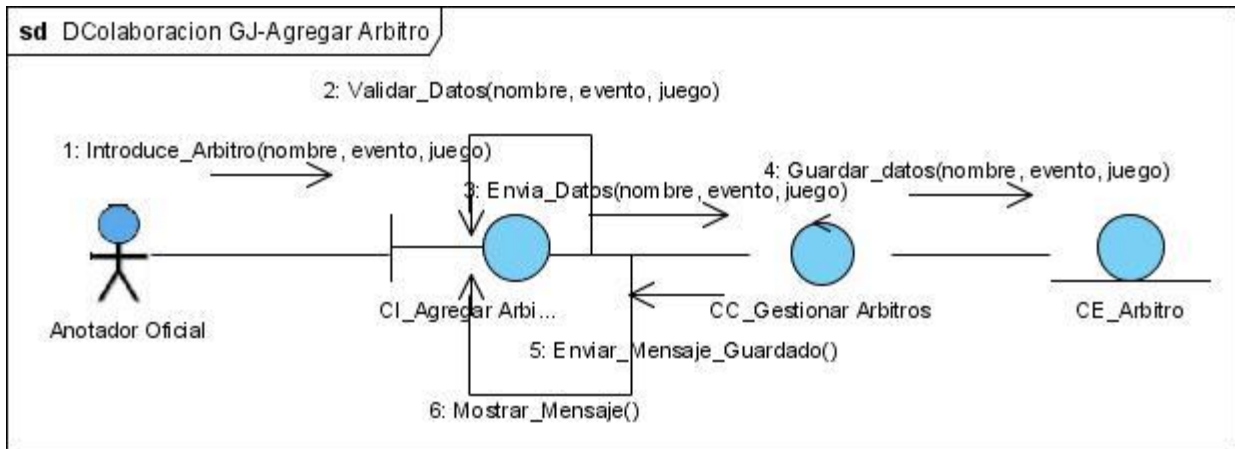 sd DColaboracion GJ-Agregar Arbitro
2: Validar_Datos(nombre, evento, juego)
1: Introduce_Arbitro(nombre, evento, juego)
4: Guardar_datos(nombre, evento, juego)
3: Envia_Datos(nombre, evento, juego)
Anotador Oficial
CI_Agregar Arbi...
CC_Gestionar Arbitros
CE_Arbitro
5: Enviar_Mensaje_Guardado()
6: Mostrar_Mensaje()